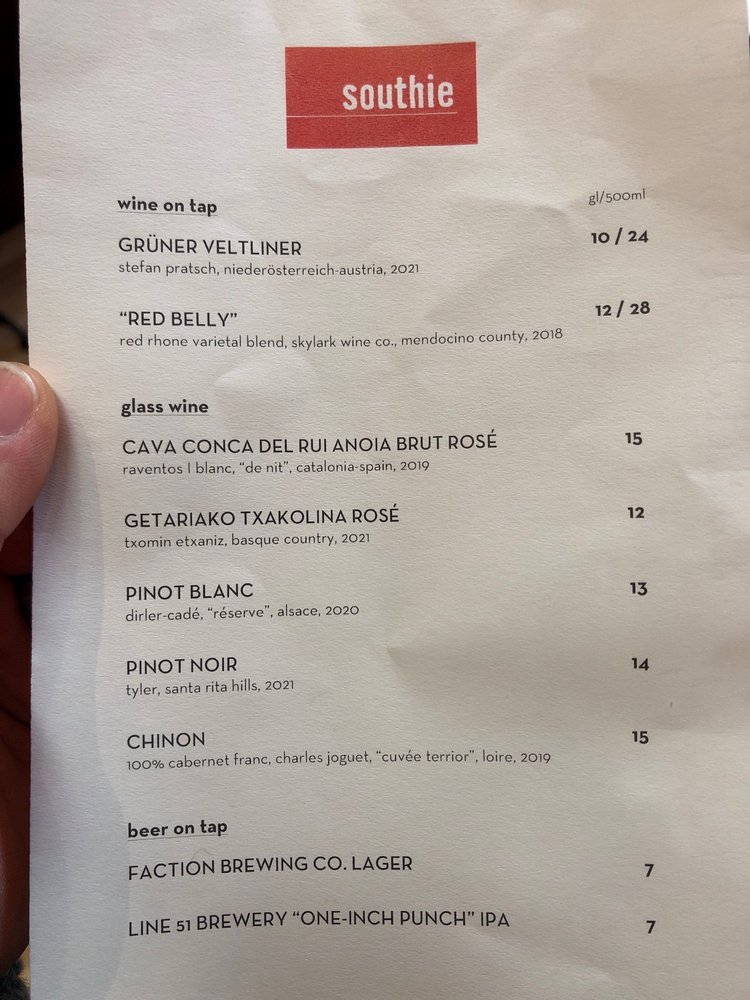 southie
wine on tap gl/500ml
GRÜNER VELTLINER 10 / 24
stefan pratsch, niederösterreich-austria, 2021
"RED BELLY" 12 / 28
red rhone varietal blend, skylark wine co., mendocino county, 2018
glass wine
CAVA CONCA DEL RUI ANOIA BRUT ROSÉ 15
raventos I blanc, "de nit", catalonia-spain, 2019
GETARIAKO TXAKOLINA ROSÉ 12
txomin etxaniz, basque country, 2021
PINOT BLANC 13
dirler-cadé, "réserve", alsace, 2020
PINOT NOIR 14
tyler, santa rita hills, 2021
CHINON 15
100% cabernet franc, charles joguet, "cuvée terrior", loire, 2019
beer on tap
FACTION BREWING CO. LAGER 7
LINE 51 BREWERY "ONE-INCH PUNCH" IPA 7